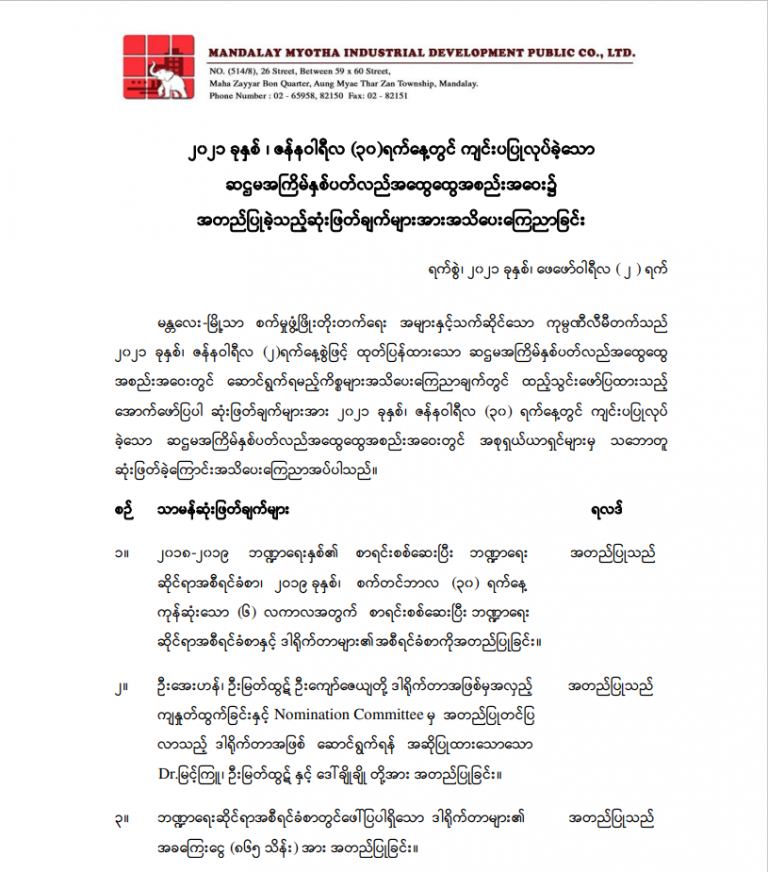 MANDALAY MYOTHA INDUSTRIAL DEVELOPMENT PUBLIC CO., LTD.
NO. (514/8), 26 Street, Between 59 x 60 Street,
Maha Zayyar Bon Quarter, Aung Myae Thar Zan Township, Mandalay.
Phone Number : 02 - 65958, 82150 Fax: 02 - 82151
၂၀၂၁ ခုနှစ် ၊ ဇန်နဝါရီလ (၃၀)ရက်နေ့တွင် ကျင်းပပြုလုပ်ခဲ့သော
ဆဌမအကြိမ်နှစ်ပတ်လည်အထွေထွေအစည်းအဝေး၌
အတည်ပြုခဲ့သည့်ဆုံးဖြတ်ချက်များအားအသိပေးကြေညာခြင်း
ရက်စွဲ၊ ၂၀၂၁ ခုနှစ်၊ ဖေဖော်ဝါရီလ ( ၂ ) ရက်
မန္တလေး-မြို့သာ စက်မှုဖွံ့ဖြိုးတိုးတက်ရေး အများနှင့်သက်ဆိုင်သော ကုမ္ပဏီလီမီတက်သည်
၂၀၂၁ ခုနှစ်၊ ဇန်နဝါရီလ (၂)ရက်နေ့စွဲဖြင့် ထုတ်ပြန်ထားသော ဆဌမအကြိမ်နှစ်ပတ်လည်အထွေထွေ
အစည်းအဝေးတွင် ဆောင်ရွက်ရမည့်ကိစ္စများအသိပေးကြေညာချက်တွင် ထည့်သွင်းဖော်ပြထားသည့်
အောက်ဖော်ပြပါ ဆုံးဖြတ်ချက်များအား ၂၀၂၁ ခုနှစ်၊ ဇန်နဝါရီလ (၃၀) ရက်နေ့တွင် ကျင်းပပြုလုပ်
ခဲ့သော ဆဌမအကြိမ်နှစ်ပတ်လည်အထွေထွေအစည်းအဝေးတွင် အစုရှယ်ယာရှင်များမှ သဘောတူ
ဆုံးဖြတ်ခဲ့ကြောင်းအသိပေးကြေညာအပ်ပါသည်။
စဉ် သာမန်ဆုံးဖြတ်ချက်များ ရလဒ်
၁။ ၂၀၁၈-၂၀၁၉ ဘဏ္ဍာရေးနှစ်၏ စာရင်းစစ်ဆေးပြီး ဘဏ္ဍာရေး အတည်ပြုသည်
ဆိုင်ရာအစီရင်ခံစာ၊ ၂၀၁၉ ခုနှစ်၊ စက်တင်ဘာလ (၃၀) ရက်နေ့
ကုန်ဆုံးသော (၆) လကာလအတွက် စာရင်းစစ်ဆေးပြီး ဘဏ္ဍာရေး
ဆိုင်ရာအစီရင်ခံစာနှင့် ဒါရိုက်တာများ၏အစီရင်ခံစာကိုအတည်ပြုခြင်း။
၂။ ဦးအေးဟန်၊ ဦးမြတ်ထွဋ် ဦးကျော်ဇေယျတို့ ဒါရိုက်တာအဖြစ်မှအလှည့် အတည်ပြုသည်
ကျနှုတ်ထွက်ခြင်းနှင့် Nomination Committee မှ အတည်ပြုတင်ပြ
လာသည့် ဒါရိုက်တာအဖြစ် ဆောင်ရွက်ရန် အဆိုပြုထားသောသော
Dr.မြင့်ကြူ၊ ဦးမြတ်ထွဋ် နှင့် ဒေါ်ချိုချို တို့အား အတည်ပြုခြင်း။
၃။ ဘဏ္ဍာရေးဆိုင်ရာအစီရင်ခံစာတွင်ဖေါ်ပြပါရှိသော ဒါရိုက်တာများ၏ အတည်ပြုသည်
အခကြေးငွေ (၈၆၅ သိန်း) အား အတည်ပြုခြင်း။